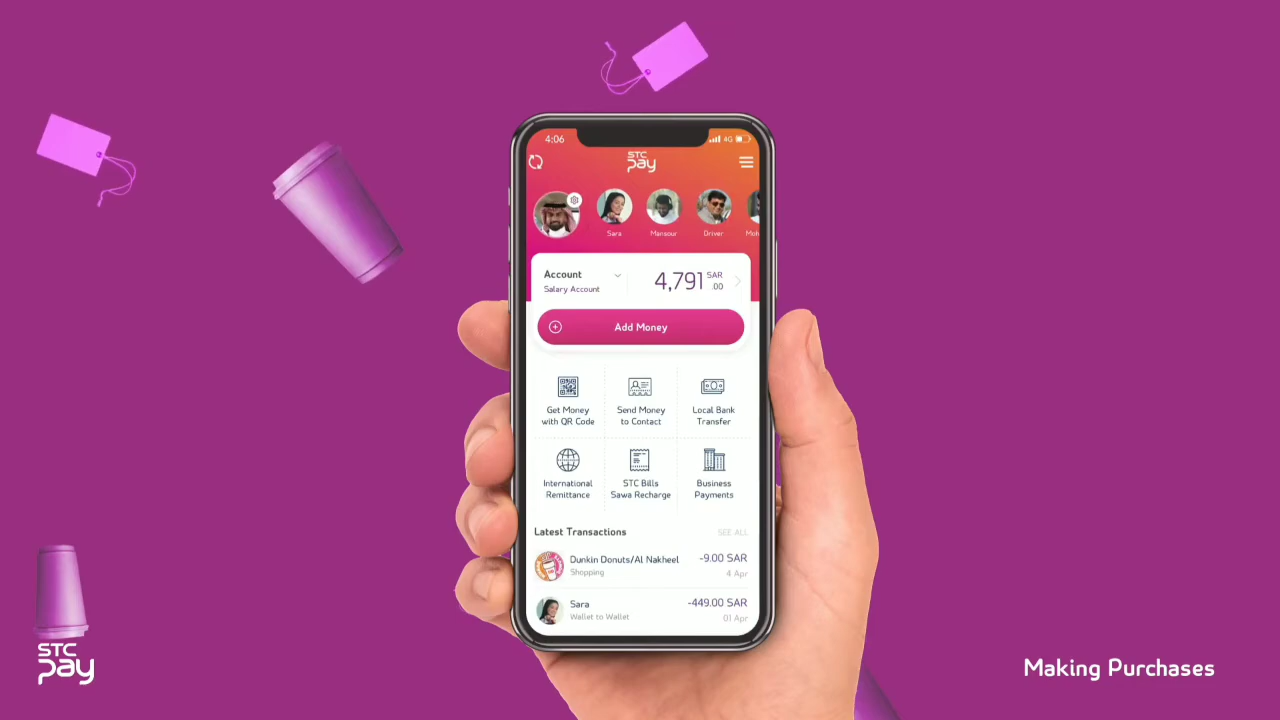 4:06
4G
STC
pay
Sara
Mansour
Driver
Moh
Account
Salary Account
4,791 SAR
.00
Add Money
Get Money
with QR Code
Send Money
to Contact
Local Bank
Transfer
International
Remittance
STC Bills
Sawa Recharge
Business
Payments
Latest Transactions
SEE ALL
Dunkin Donuts/Al Nakheel
-9.00 SAR
Shopping
4 Apr
Sara
-449.00 SAR
Wallet to Wallet
01 Apr
STC
pay
Making Purchases